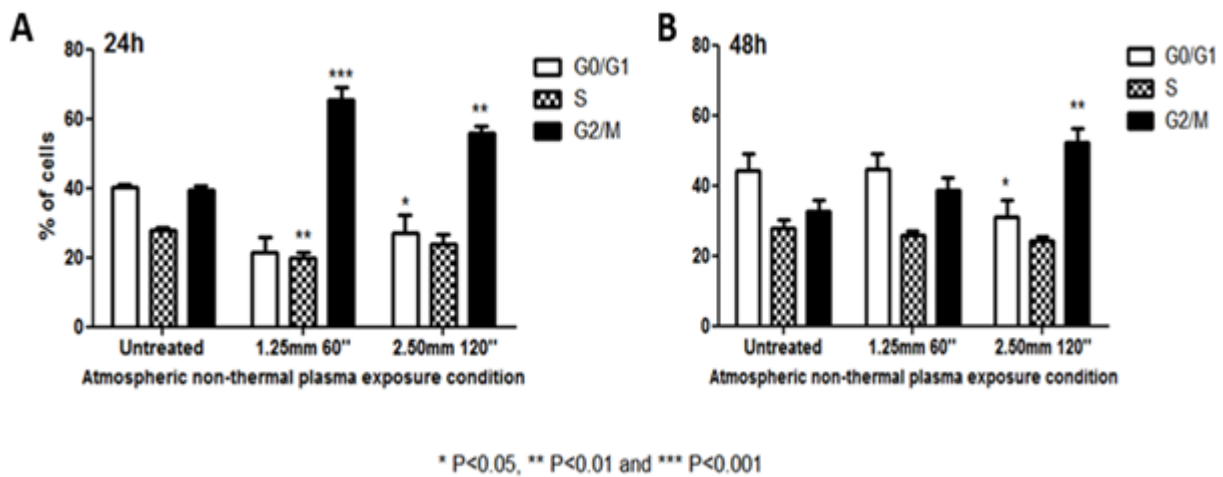 A
24h
80
60
40
20
0
% of cells
***
**
**
*
G0/G1
S
G2/M
Untreated
1.25mm 60"
2.50mm 120"
Atmospheric non-thermal plasma exposure condition
B
48h
80
60
40
20
0
**
*
G0/G1
S
G2/M
Untreated
1.25mm 60"
2.50mm 120"
Atmospheric non-thermal plasma exposure condition
* P<0.05, ** P<0.01 and *** P<0.001